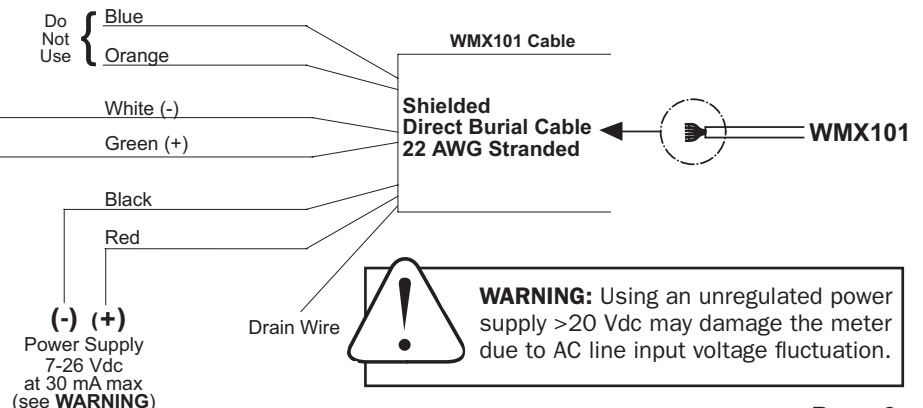 Do
Not
Use
Blue
Orange
White (-)
Green (+)
Black
Red
WMX101 Cable
Shielded
Direct Burial Cable
22 AWG Stranded
WMX101
(-) (+)
Power Supply
7-26 Vdc
at 30 mA max
(see WARNING)
Drain Wire
WARNING: Using an unregulated power
supply >20 Vdc may damage the meter
due to AC line input voltage fluctuation.